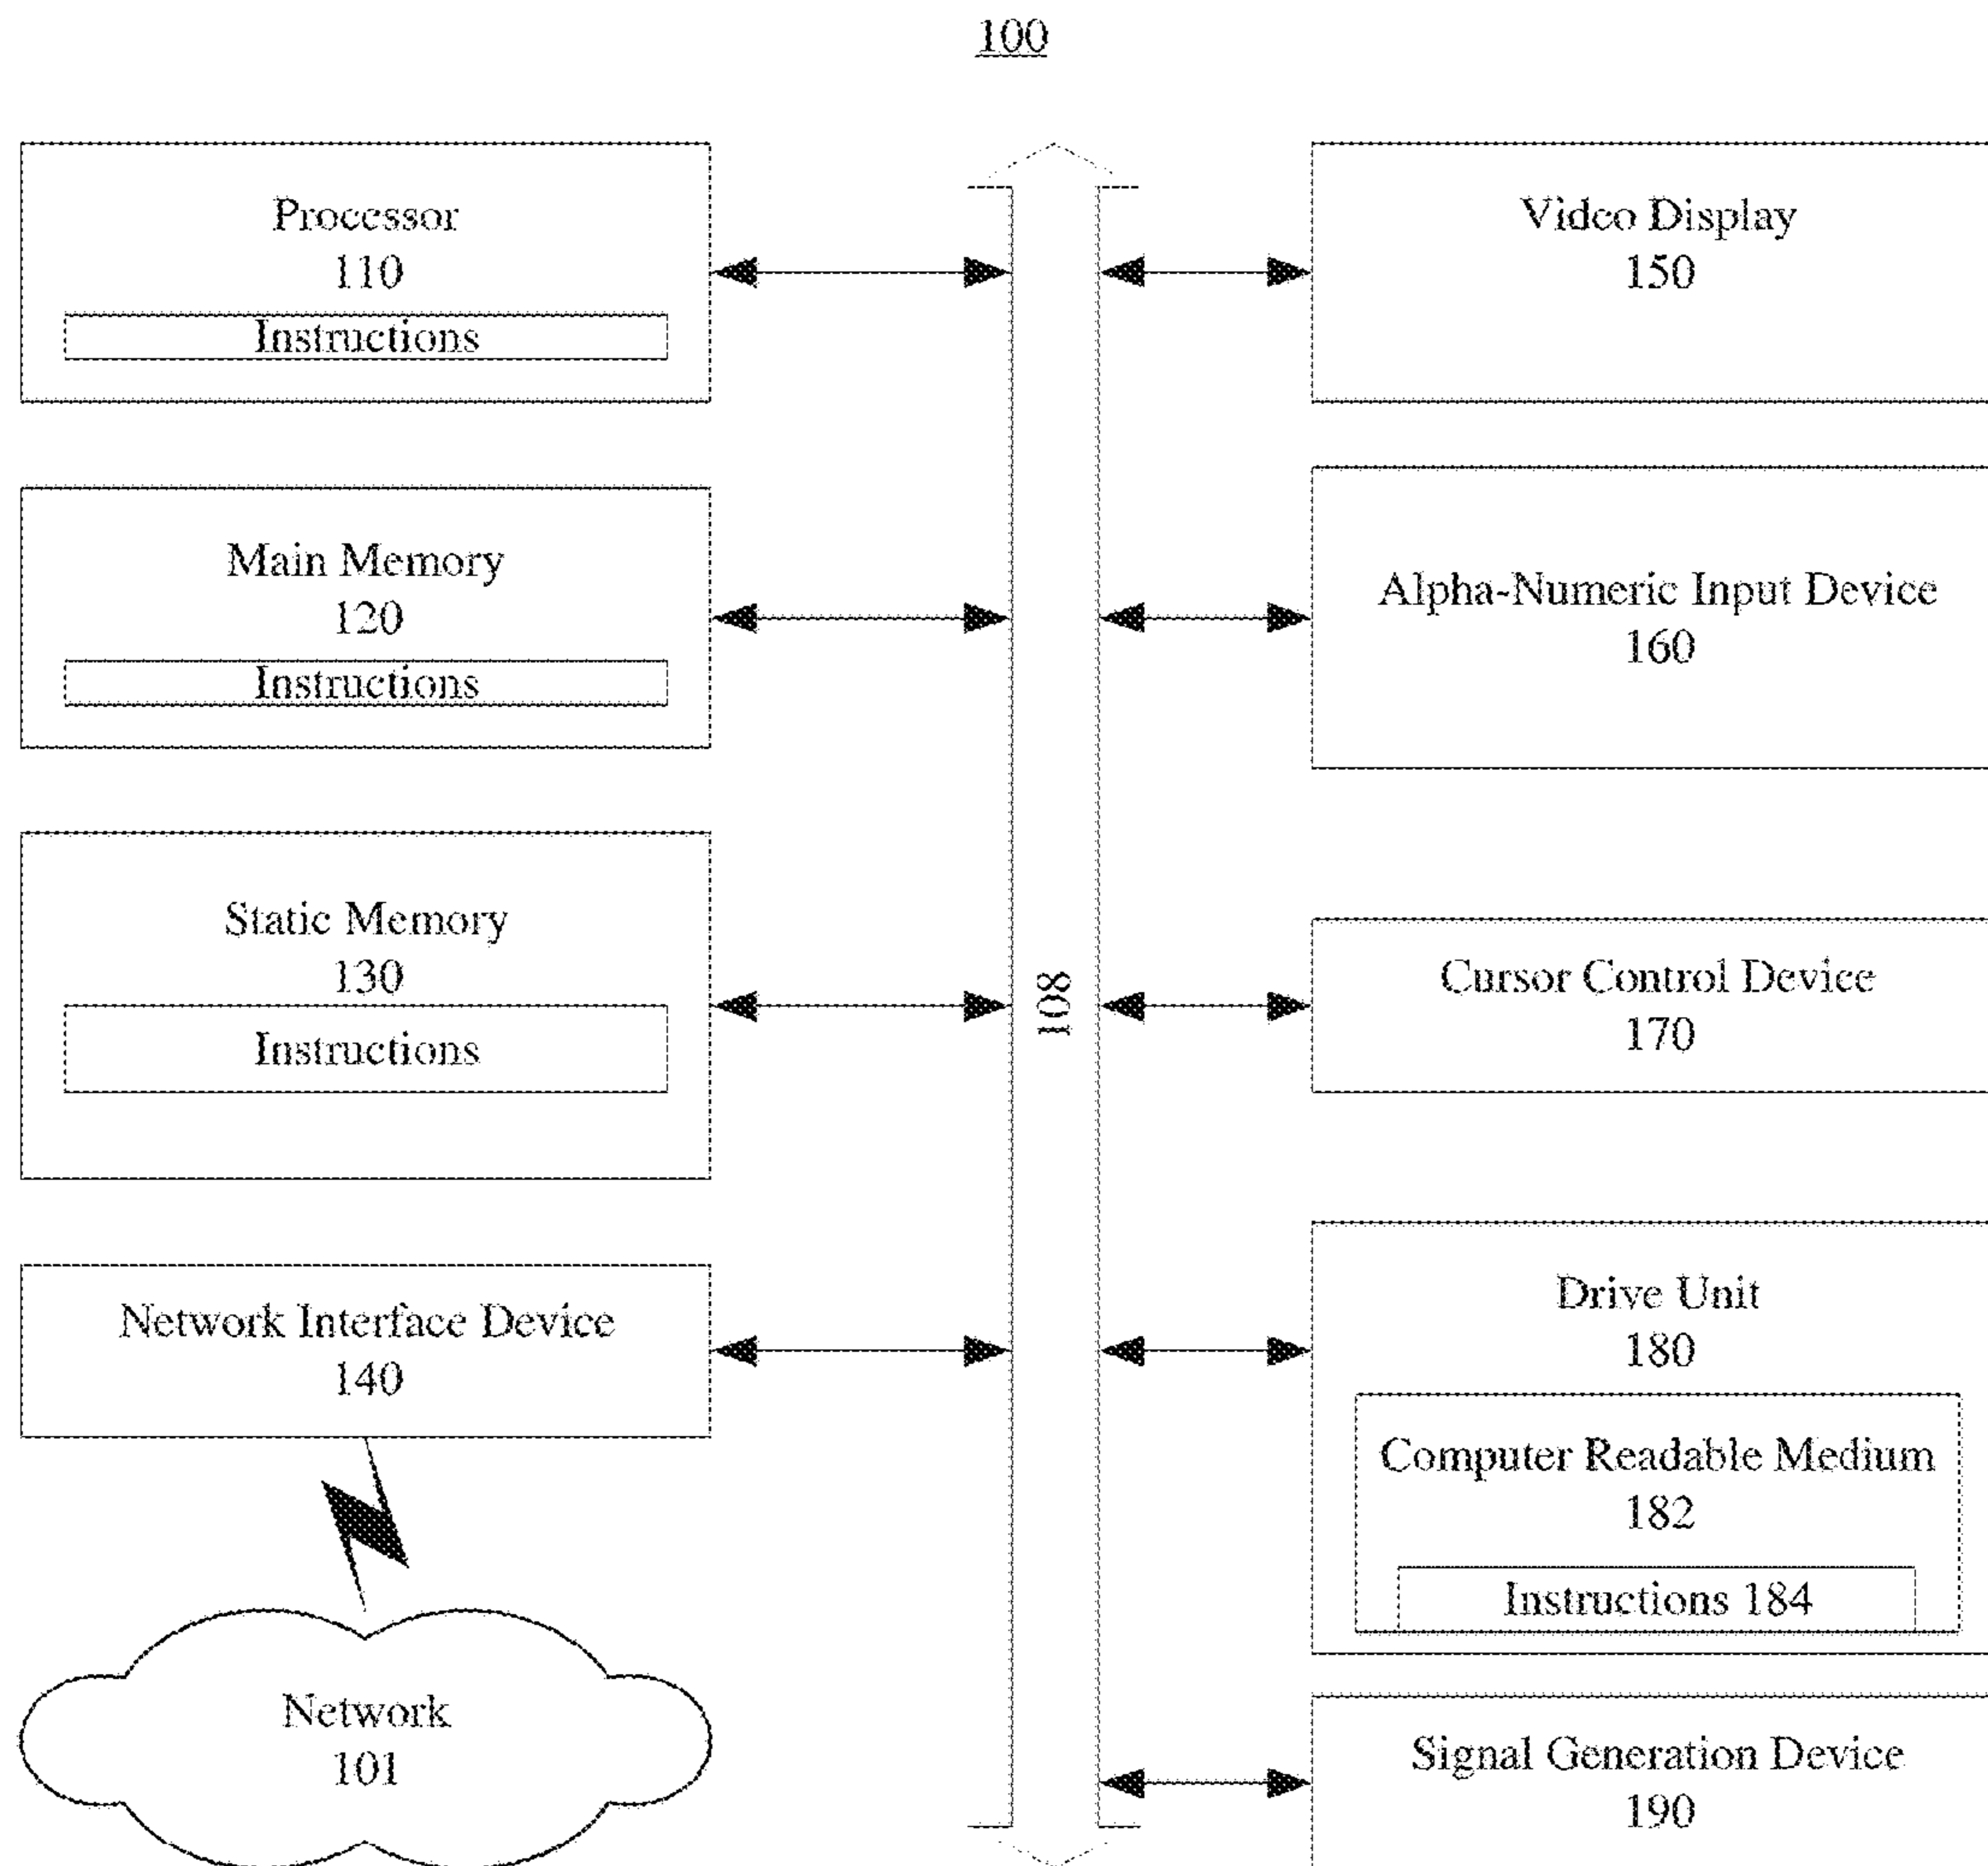 100
Processor
110
Instructions
Main Memory
120
Instructions
Static Memory
130
Instructions
Network Interface Device
140
Network
101
108
Video Display
150
Alpha-Numeric Input Device
160
Cursor Control Device
170
Drive Unit
180
Computer Readable Medium
182
Instructions 184
Signal Generation Device
190